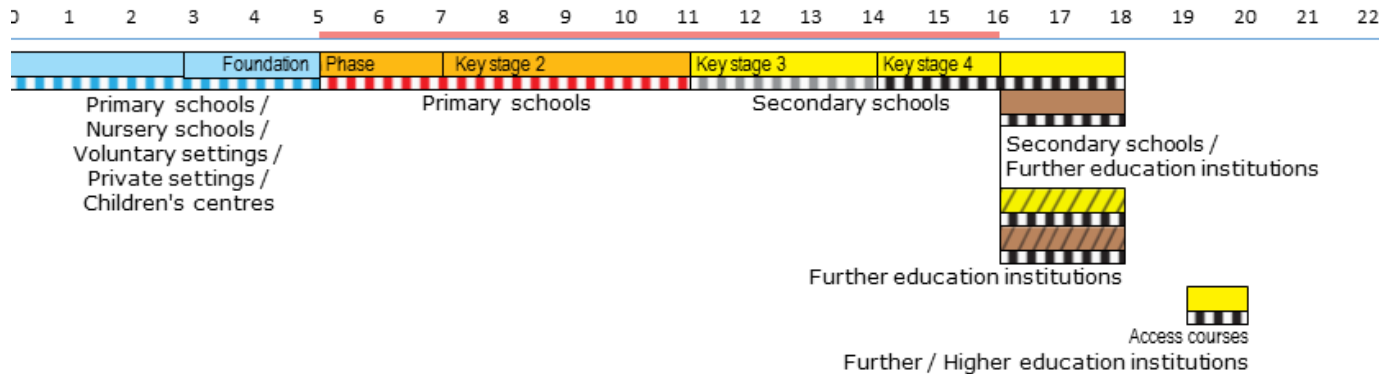 0 1 2 3 4 5 6 7 8 9 10 11 12 13 14 15 16 17 18 19 20 21 22
Foundation Phase Key stage 2 Key stage 3 Key stage 4
Primary schools /
Nursery schools /
Voluntary settings /
Private settings /
Children's centres
Primary schools
Secondary schools
Secondary schools /
Further education institutions
Further education institutions
Access courses
Further / Higher education institutions